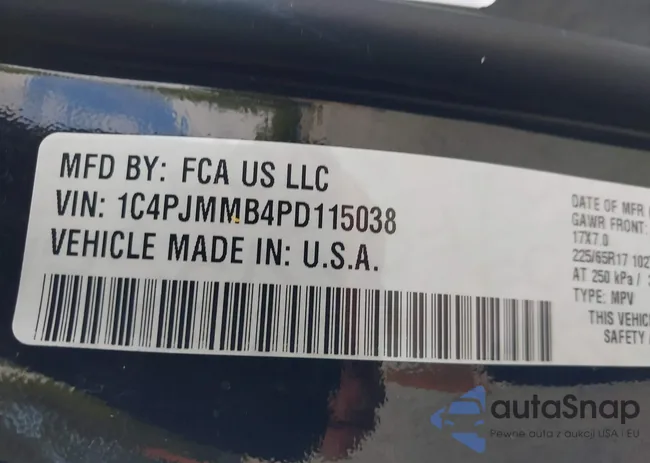 MFD BY: FCA US LLC
VIN: 1C4PJMMB4PD115038
VEHICLE MADE IN: U.S.A.
DATE OF MFR
GAWR FRONT:
17X7.0
225/65R17 102
AT 250 kPa /
TYPE: MPV
THIS VEHIC
SAFETY
autaSnap
Pewne auta z aukcji USA i EU